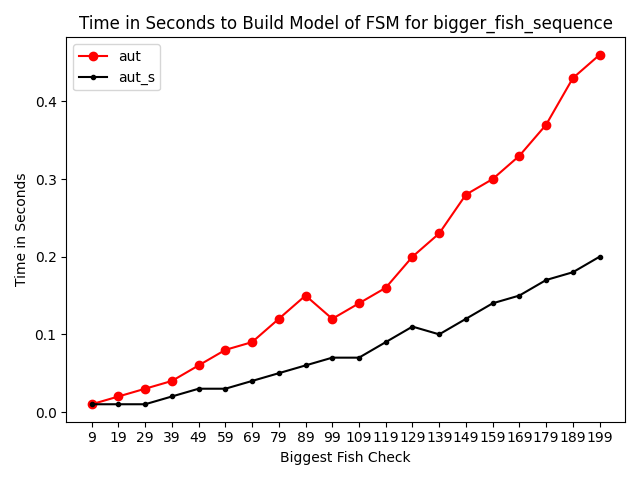 Time in Seconds to Build Model of FSM for bigger_fish_sequence
aut
aut_s
Time in Seconds
0.4
0.3
0.2
0.1
0.0
9 19 29 39 49 59 69 79 89 99 109 119 129 139 149 159 169 179 189 199
Biggest Fish Check